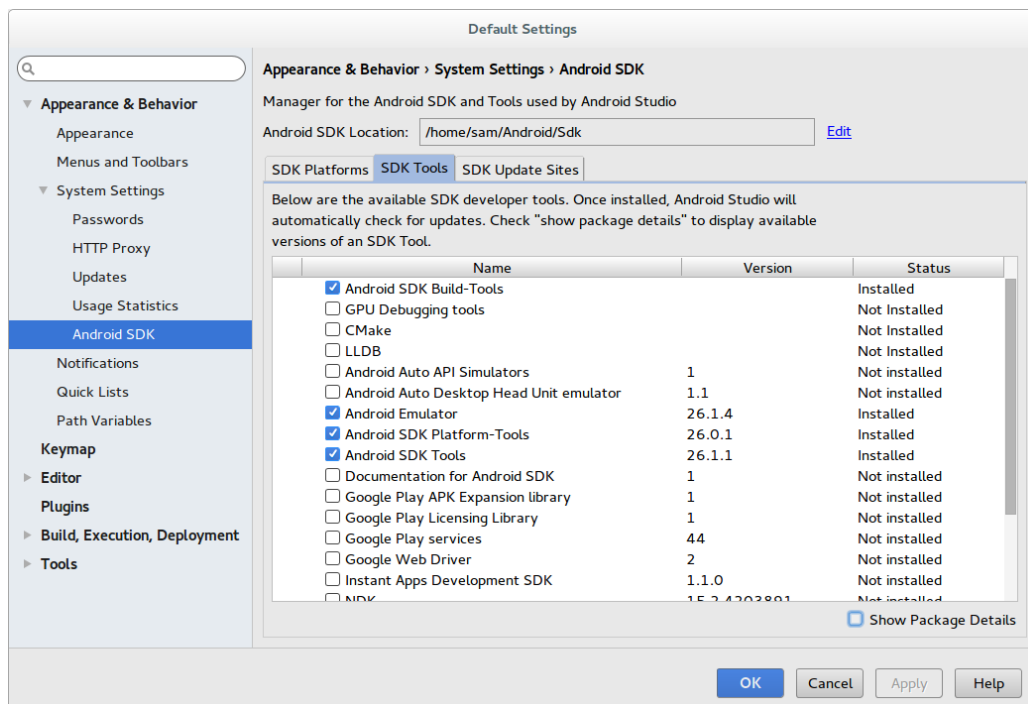 Default Settings
Appearance & Behavior
Appearance
Menus and Toolbars
System Settings
Passwords
HTTP Proxy
Updates
Usage Statistics
Android SDK
Notifications
Quick Lists
Path Variables
Keymap
Editor
Plugins
Build, Execution, Deployment
Tools
Appearance & Behavior › System Settings › Android SDK
Manager for the Android SDK and Tools used by Android Studio
Android SDK Location: /home/sam/Android/Sdk Edit
SDK Platforms SDK Tools SDK Update Sites
Below are the available SDK developer tools. Once installed, Android Studio will
automatically check for updates. Check "show package details" to display available
versions of an SDK Tool.
Name Version Status
Android SDK Build-Tools Installed
GPU Debugging tools Not Installed
CMake Not Installed
LLDB Not Installed
Android Auto API Simulators 1 Not installed
Android Auto Desktop Head Unit emulator 1.1 Not installed
Android Emulator 26.1.4 Installed
Android SDK Platform-Tools 26.0.1 Installed
Android SDK Tools 26.1.1 Installed
Documentation for Android SDK 1 Not installed
Google Play APK Expansion library 1 Not installed
Google Play Licensing Library 1 Not installed
Google Play services 44 Not installed
Google Web Driver 2 Not installed
Instant Apps Development SDK 1.1.0 Not installed
NDK 15.2.4203891 Not installed
Show Package Details
OK Cancel Apply Help